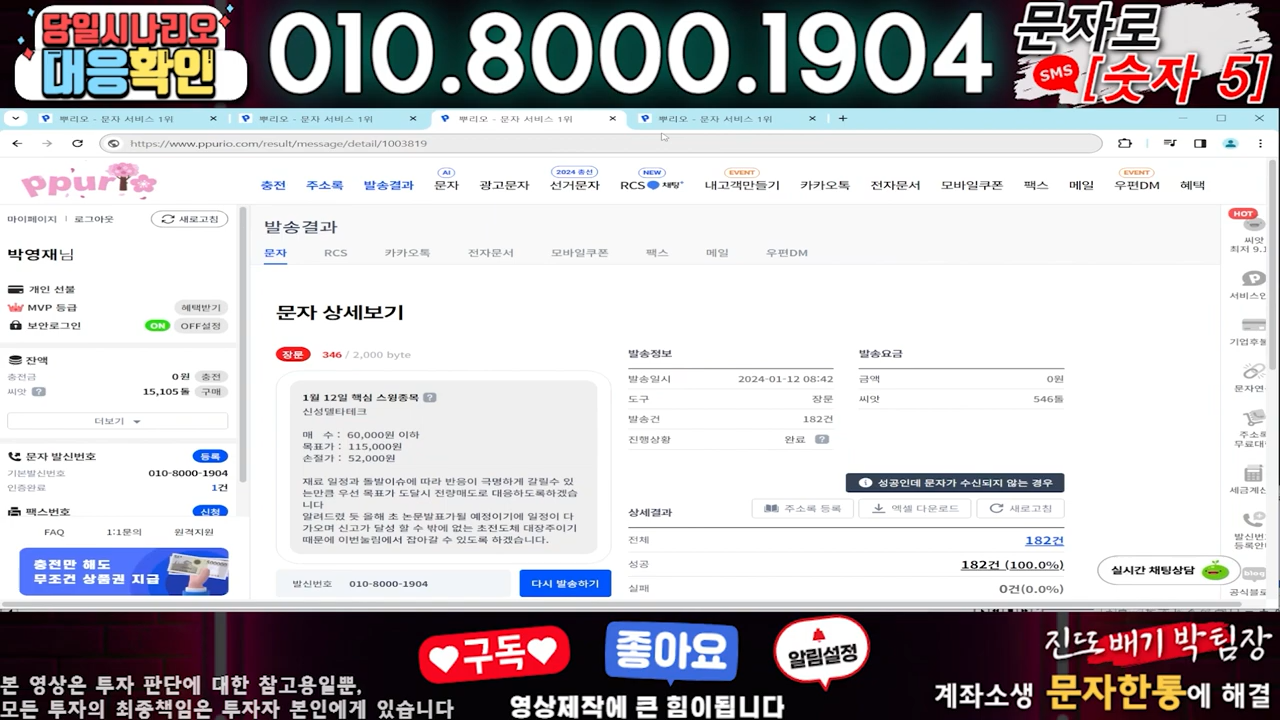 당일시나리오
대응확인
010.8000.1904
문자로
SMS
[숫자 5]
뿌리오 - 문자 서비스 1위
뿌리오 - 문자 서비스 1위
뿌리오 - 문자 서비스 1위
뿌리오 - 문자 서비스 1위
https://www.ppurio.com/result/message/detail/1003819
ppurio
충전
주소록
발송결과
AI
문자
광고문자
2024 총선
선거문자
NEW
RCS 채팅+
EVENT
내고객만들기
카카오톡
전자문서
모바일쿠폰
팩스
메일
EVENT
우편DM
혜택
마이페이지 | 로그아웃
새로고침
박영재님
개인 선불
MVP 등급
혜택받기
보안로그인
ON
OFF설정
잔액
충전금
0원
충전
씨앗 ?
15,105톨
구매
더보기
문자 발신번호
등록
기본발신번호
010-8000-1904
인증완료
1건
팩스번호
신청
FAQ
1:1문의
원격지원
충전만 해도
무조건 상품권 지급
발송결과
문자
RCS
카카오톡
전자문서
모바일쿠폰
팩스
메일
우편DM
문자 상세보기
장문
346 / 2,000 byte
1월 12일 핵심 스윙종목 ?
신성델타테크
매   수 :  60,000원 이하
목표가 :  115,000원
손절가 :  52,000원
재료 일정과 돌발이슈에 따라 반응이 극명하게 갈릴수 있
는만큼 우선 목표가 도달시 전량매도로 대응하도록하겠습
니다
알려드렸 듯 올해 초 논문발표가될 예정이기에 일정이 다
가오며 신고가 달성 할 수 밖에 없는 초전도체 대장주이기
때문에 이번눌림에서 잡아갈 수 있도록 하겠습니다.
발신번호
010-8000-1904
다시 발송하기
발송정보
발송일시
2024-01-12 08:42
도구
장문
발송건
182건
진행상황
완료 ?
발송요금
금액
0원
씨앗
546톨
성공인데 문자가 수신되지 않는 경우
상세결과
주소록 등록
엑셀 다운로드
새로고침
전체
182건
성공
182건 (100.0%)
실패
0건(0.0%)
HOT
씨앗
최저 9.
서비스인
기업후불
문자연
주소록
무료대
세금계산
발신번
등록안
blog
공식블로
실시간 채팅상담
구독
좋아요
알림설정
영상제작에 큰 힘이됩니다
본 영상은 투자 판단에 대한 참고용일뿐,
모든 투자의 최종책임은 투자자 본인에게 있습니다
진또배기 박팀장
계좌소생 문자한통에 해결